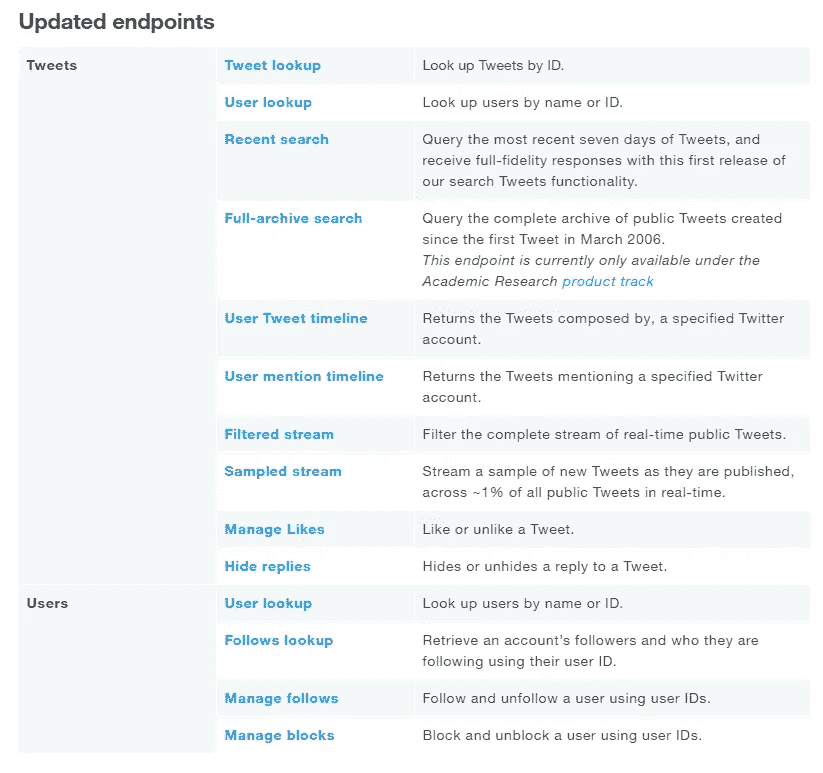 Updated endpoints
Tweets
Tweet lookup
Look up Tweets by ID.
User lookup
Look up users by name or ID.
Recent search
Query the most recent seven days of Tweets, and
receive full-fidelity responses with this first release of
our search Tweets functionality.
Full-archive search
Query the complete archive of public Tweets created
since the first Tweet in March 2006.
This endpoint is currently only available under the
Academic Research product track
User Tweet timeline
Returns the Tweets composed by, a specified Twitter
account.
User mention timeline
Returns the Tweets mentioning a specified Twitter
account.
Filtered stream
Filter the complete stream of real-time public Tweets.
Sampled stream
Stream a sample of new Tweets as they are published,
across ~1% of all public Tweets in real-time.
Manage Likes
Like or unlike a Tweet.
Hide replies
Hides or unhides a reply to a Tweet.
Users
User lookup
Look up users by name or ID.
Follows lookup
Retrieve an account's followers and who they are
following using their user ID.
Manage follows
Follow and unfollow a user using user IDs.
Manage blocks
Block and unblock a user using user IDs.